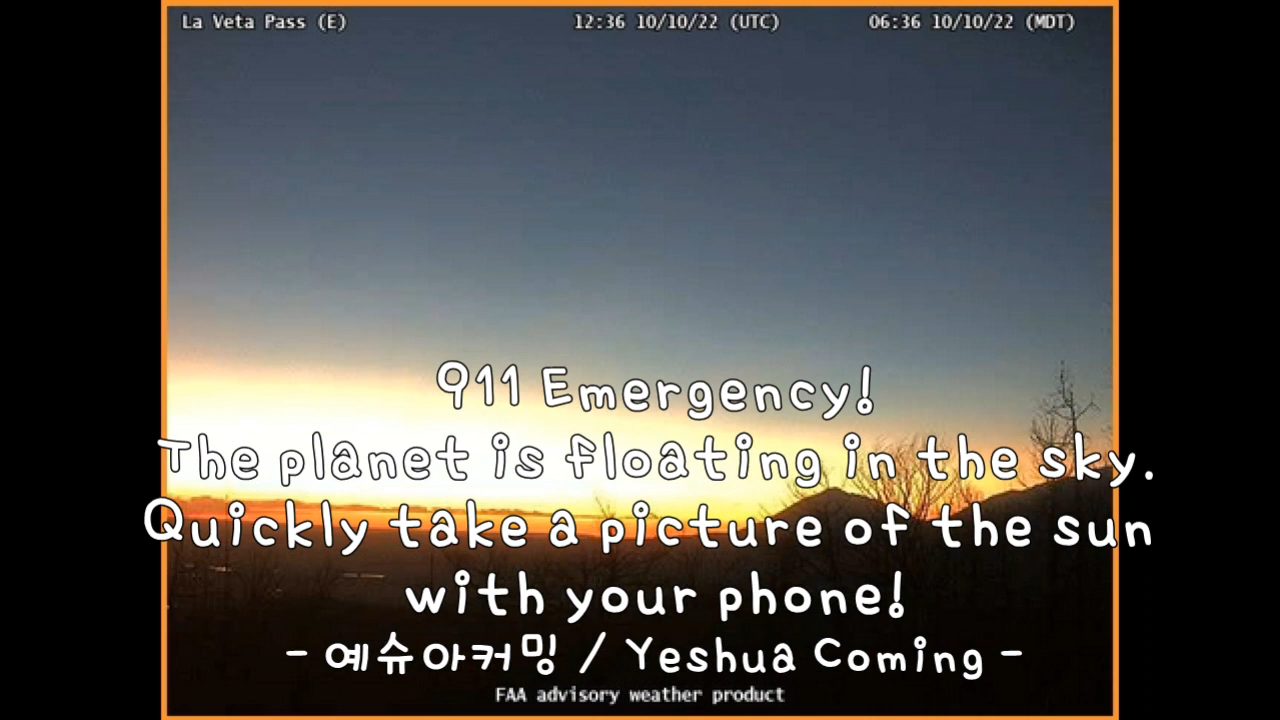 La Veta Pass (E) 12:36 10/10/22 (UTC) 06:36 10/10/22 (MDT)
911 Emergency!
The planet is floating in the sky.
Quickly take a picture of the sun
with your phone!
- 예슈아커밍 / Yeshua Coming -
FAA advisory weather product